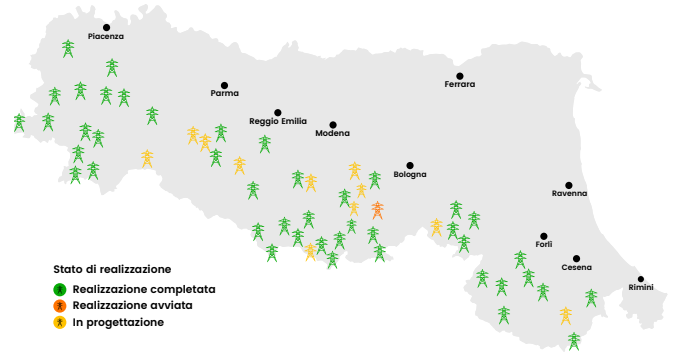 Piacenza
Parma
Ferrara
Reggio Emilia
Modena
Bologna
Ravenna
Forlì
Cesena
Rimini
Stato di realizzazione
Realizzazione completata
Realizzazione avviata
In progettazione